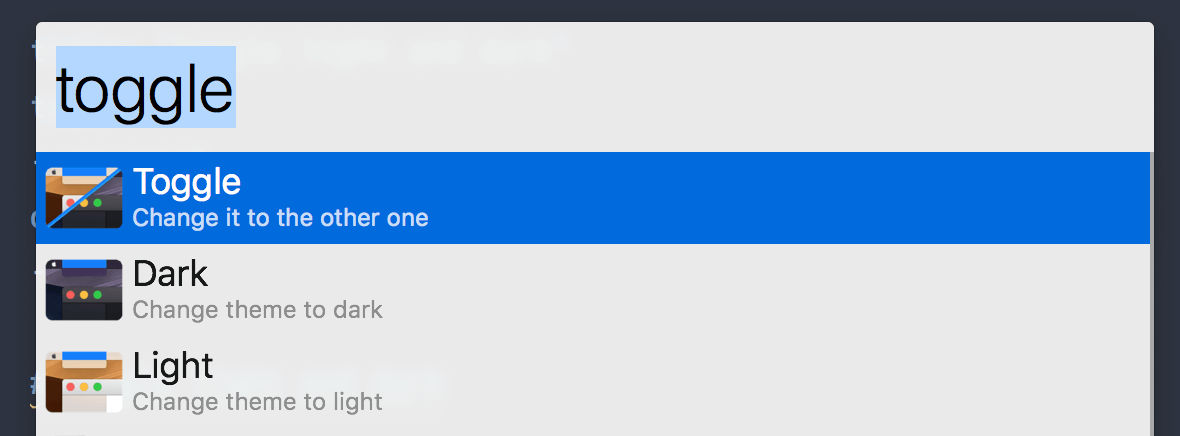 toggle
Toggle
Change it to the other one
Dark
Change theme to dark
Light
Change theme to light